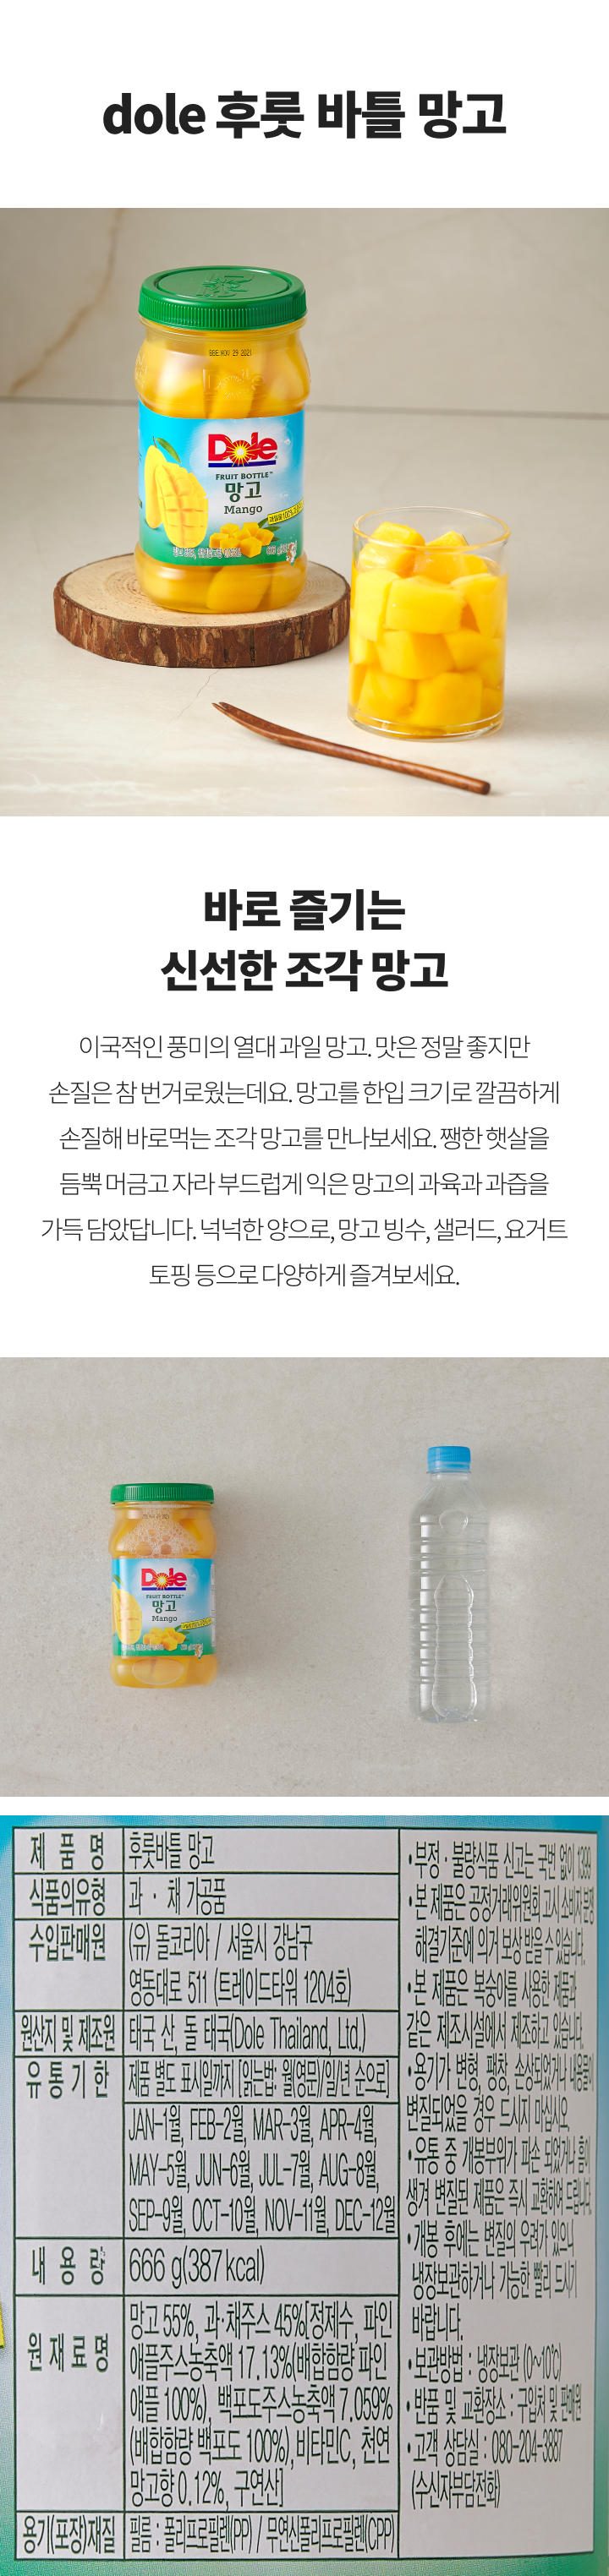 dole 후룻 바틀 망고
BBE NOV 29 2021
Dole
FRUIT BOTTLE™
망고
Mango
바로 즐기는
신선한 조각 망고
이국적인 풍미의 열대 과일 망고. 맛은 정말 좋지만
손질은 참 번거로웠는데요. 망고를 한입 크기로 깔끔하게
손질해 바로먹는 조각 망고를 만나보세요. 쨍한 햇살을
듬뿍 머금고 자라 부드럽게 익은 망고의 과육과 과즙을
가득 담았답니다. 넉넉한 양으로, 망고 빙수, 샐러드, 요거트
토핑 등으로 다양하게 즐겨보세요.
Dole
FRUIT BOTTLE™
망고
Mango
제 품 명 후룻바틀 망고
식품의유형 과 · 채 가공품
수입판매원 (유) 돌코리아 / 서울시 강남구
영동대로 511 (트레이드타워 1204호)
원산지 및 제조원 태국 산, 돌 태국(Dole Thailand, Ltd.)
유 통 기 한 제품 별도 표시일까지 [읽는법: 월(영문)/일/년 순으로]
JAN-1월, FEB-2월, MAR-3월, APR-4월,
MAY-5월, JUN-6월, JUL-7월, AUG-8월,
SEP-9월, OCT-10월, NOV-11월, DEC-12월
내 용 량 666 g(387 kcal)
원 재 료 명 망고 55%, 과·채주스 45%[정제수, 파인
애플주스농축액 17.13%(배합함량 파인
애플 100%), 백포도주스농축액 7.059%
(배합함량 백포도 100%), 비타민C, 천연
망고향 0.12%, 구연산]
용기(포장)재질 필름 : 폴리프로필렌(PP) / 무연신폴리프로필렌(CPP)
•부정 · 불량식품 신고는 국번 없이 1399
•본 제품은 공정거래위원회 고시 소비자분쟁
해결기준에 의거 보상 받을 수 있습니다.
•본 제품은 복숭아를 사용한 제품과
같은 제조시설에서 제조하고 있습니다.
•용기가 변형, 팽창, 손상되었거나 내용물이
변질되었을 경우 드시지 마십시오.
•유통 중 개봉부위가 파손 되었거나 틈이
생겨 변질된 제품은 즉시 교환하여 드립니다.
•개봉 후에는 변질의 우려가 있으니
냉장보관하거나 가능한 빨리 드시기
바랍니다.
•보관방법 : 냉장보관 (0~10℃)
•반품 및 교환장소 : 구입처 및 판매원
•고객 상담실 : 080-204-3887
(수신자부담전화)